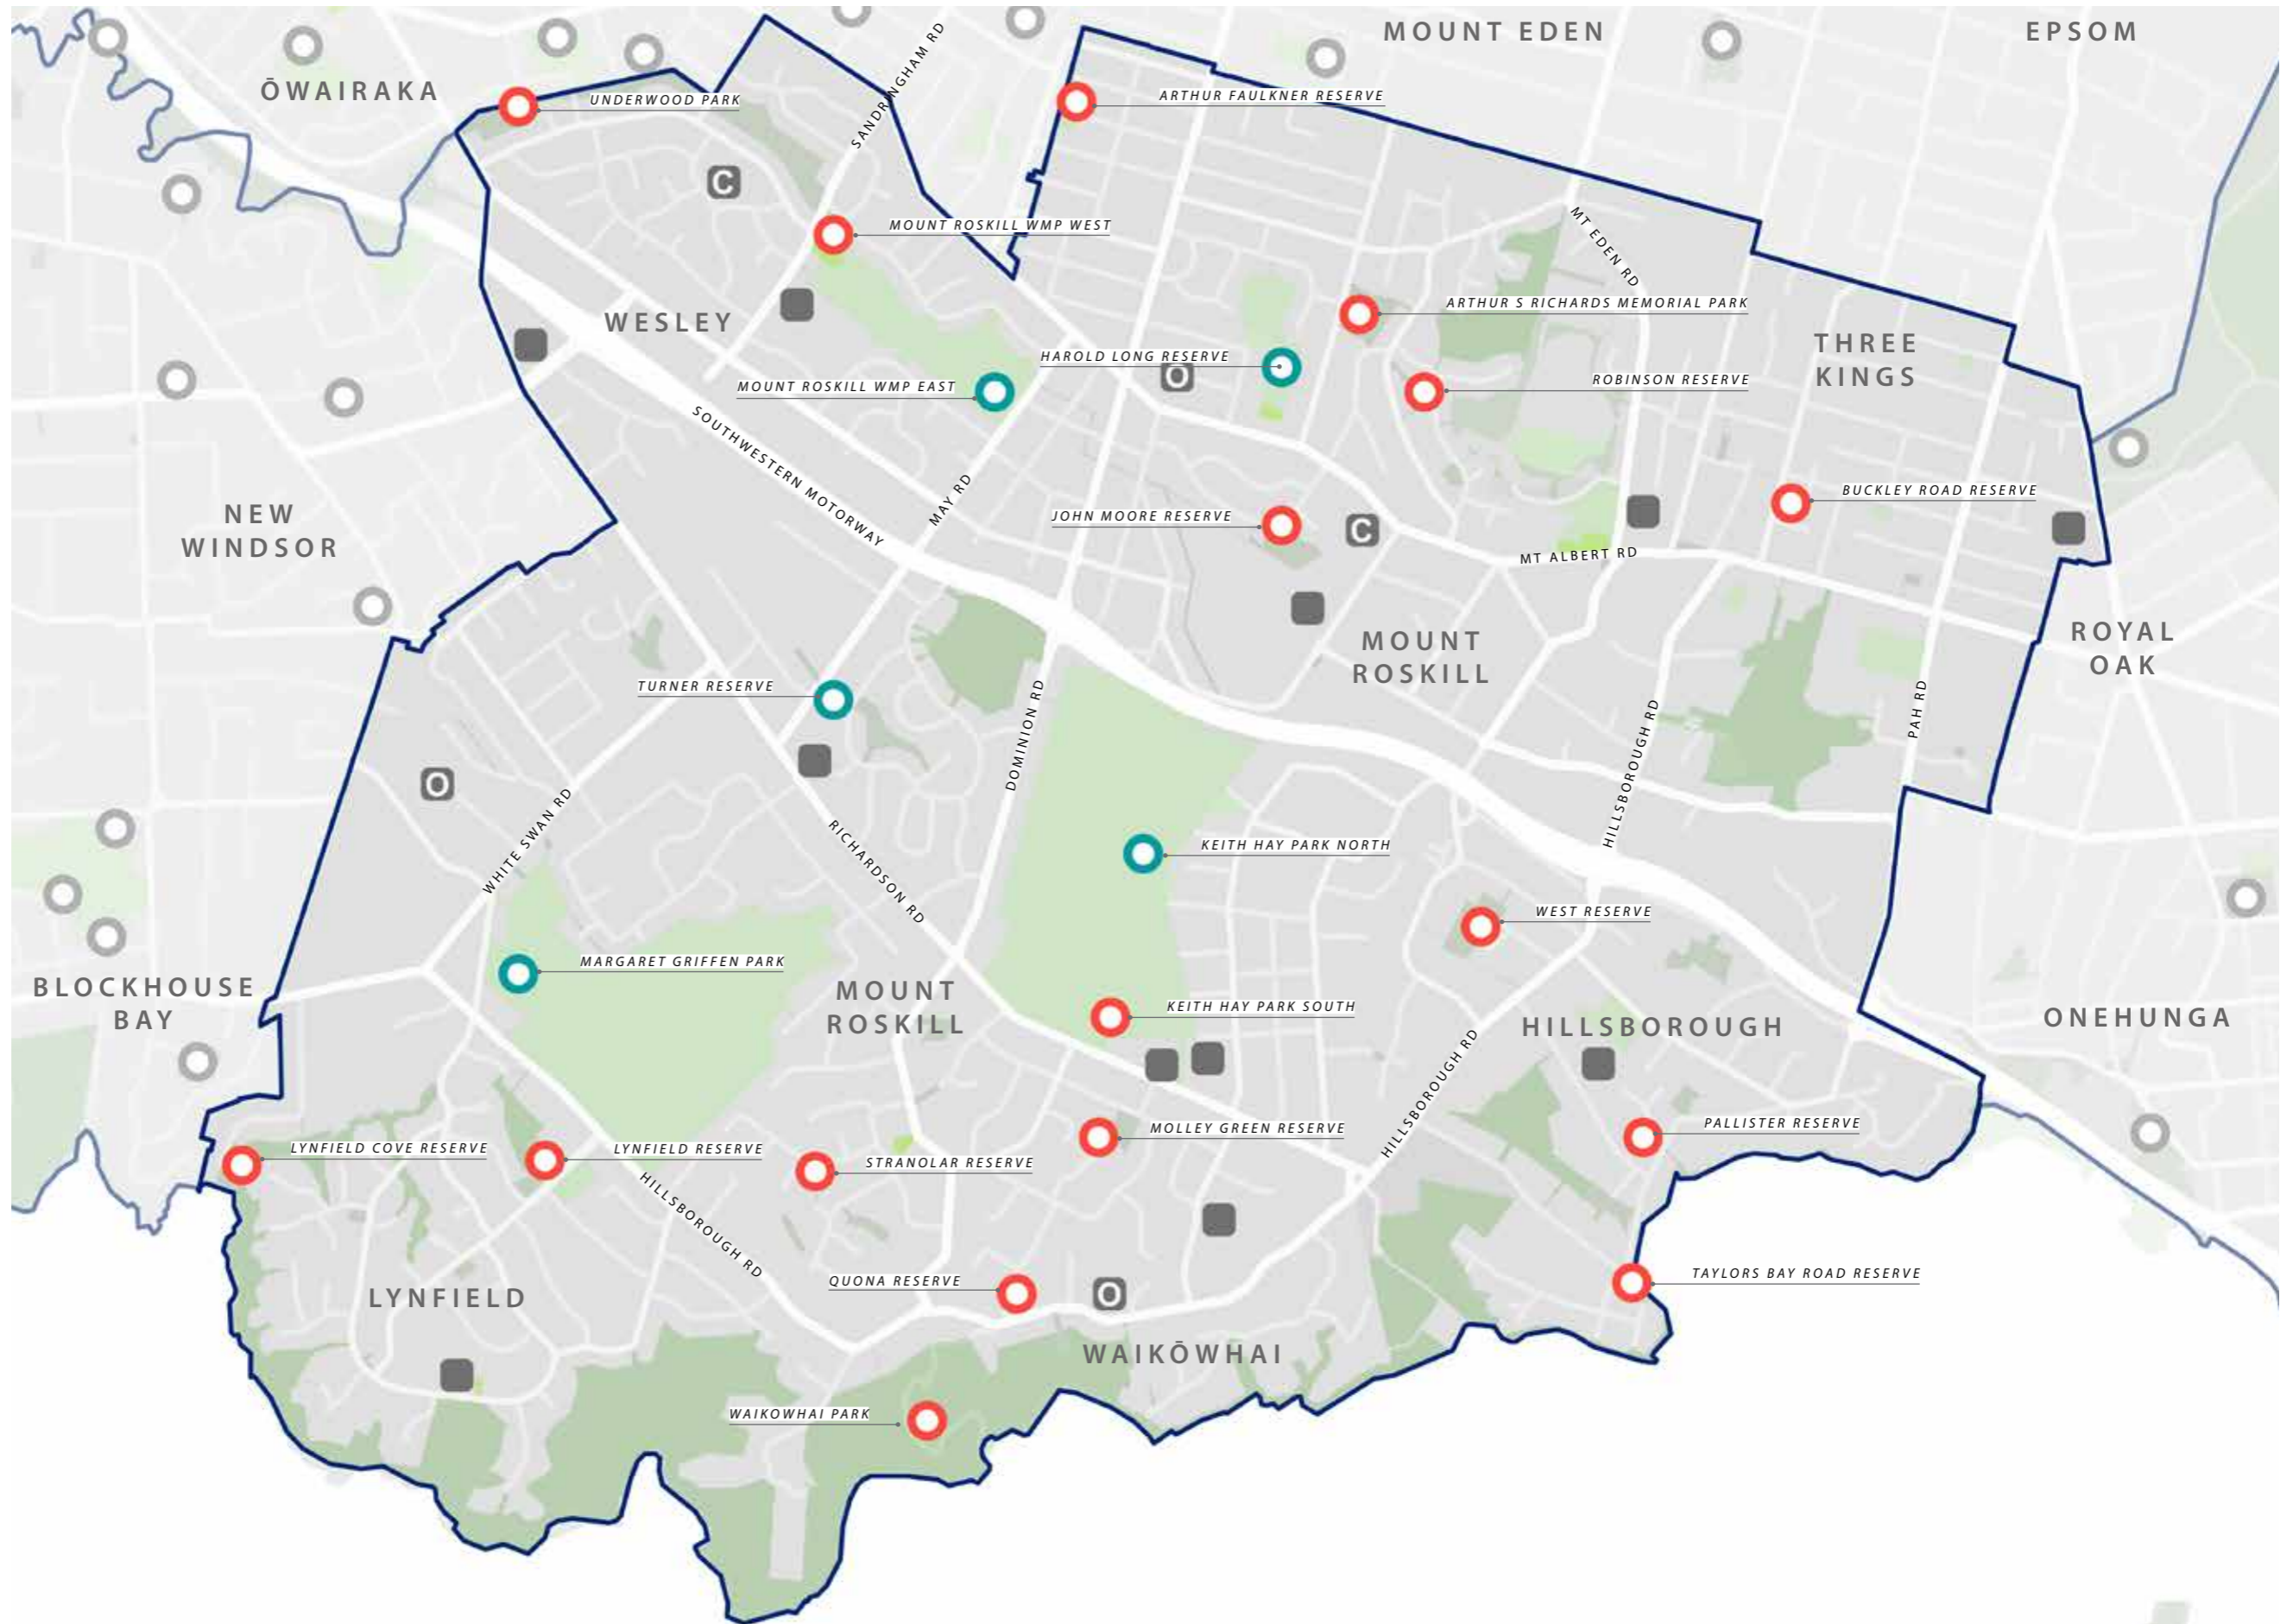 MOUNT EDEN
EPSOM
ŌWAIRAKA
SANDRINGHAM RD
UNDERWOOD PARK
ARTHUR FAULKNER RESERVE
C
MOUNT ROSKILL WMP WEST
MT EDEN RD
WESLEY
ARTHUR S RICHARDS MEMORIAL PARK
THREE
KINGS
HAROLD LONG RESERVE
O
MOUNT ROSKILL WMP EAST
ROBINSON RESERVE
SOUTHWESTERN MOTORWAY
MAY RD
BUCKLEY ROAD RESERVE
NEW
WINDSOR
JOHN MOORE RESERVE
C
MT ALBERT RD
MOUNT
ROSKILL
ROYAL
OAK
TURNER RESERVE
DOMINION RD
HILLSBOROUGH RD
PAH RD
O
WHITE SWAN RD
RICHARDSON RD
KEITH HAY PARK NORTH
WEST RESERVE
MARGARET GRIFFEN PARK
BLOCKHOUSE
BAY
MOUNT
ROSKILL
KEITH HAY PARK SOUTH
HILLSBOROUGH
ONEHUNGA
HILLSBOROUGH RD
LYNFIELD COVE RESERVE
LYNFIELD RESERVE
STRANOLAR RESERVE
MOLLEY GREEN RESERVE
PALLISTER RESERVE
HILLSBOROUGH RD
QUONA RESERVE
O
TAYLORS BAY ROAD RESERVE
LYNFIELD
WAIKŌWHAI
WAIKOWHAI PARK